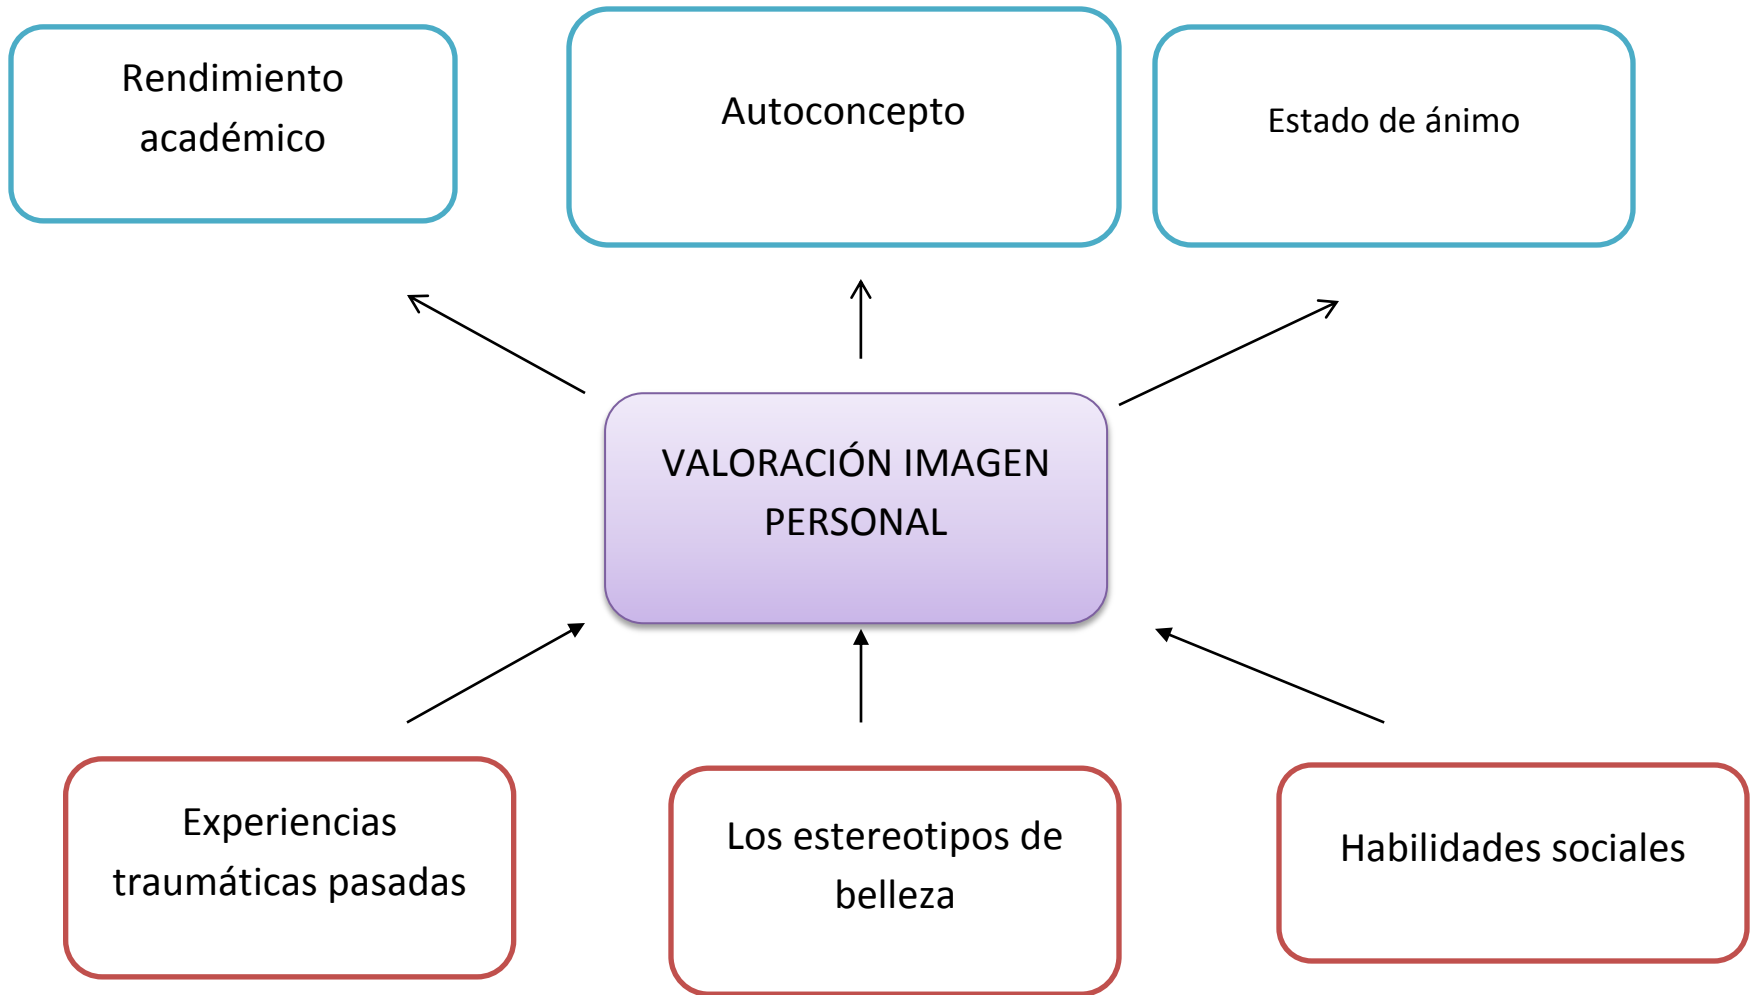 Rendimiento
académico
Autoconcepto
Estado de ánimo
VALORACIÓN IMAGEN
PERSONAL
Experiencias
traumáticas pasadas
Los estereotipos de
belleza
Habilidades sociales